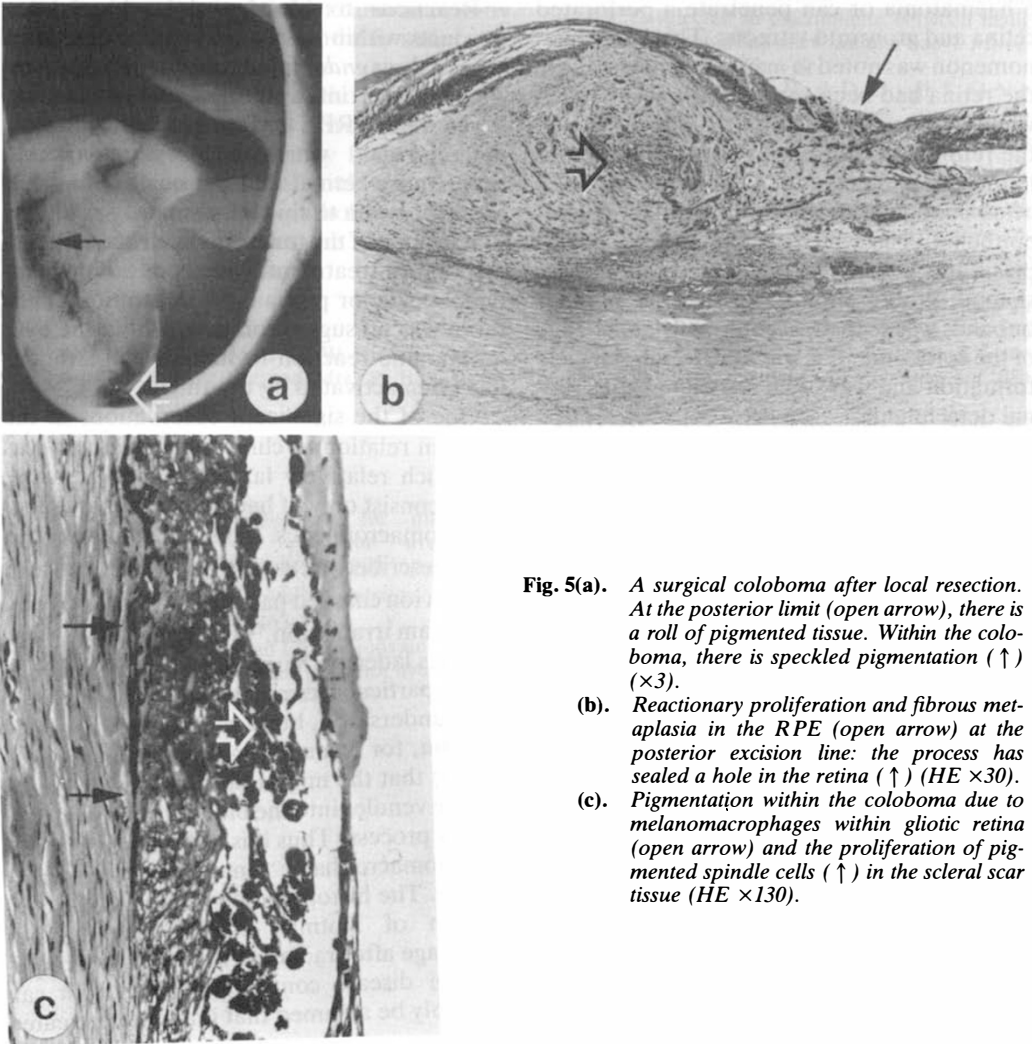 a
b
c
Fig. 5(a). A surgical coloboma after local resection.
At the posterior limit (open arrow), there is
a roll of pigmented tissue. Within the colo-
boma, there is speckled pigmentation (↑)
(×3).
(b). Reactionary proliferation and fibrous met-
aplasia in the RPE (open arrow) at the
posterior excision line: the process has
sealed a hole in the retina (↑) (HE ×30).
(c). Pigmentation within the coloboma due to
melanomacrophages within gliotic retina
(open arrow) and the proliferation of pig-
mented spindle cells (↑) in the scleral scar
tissue (HE ×130).